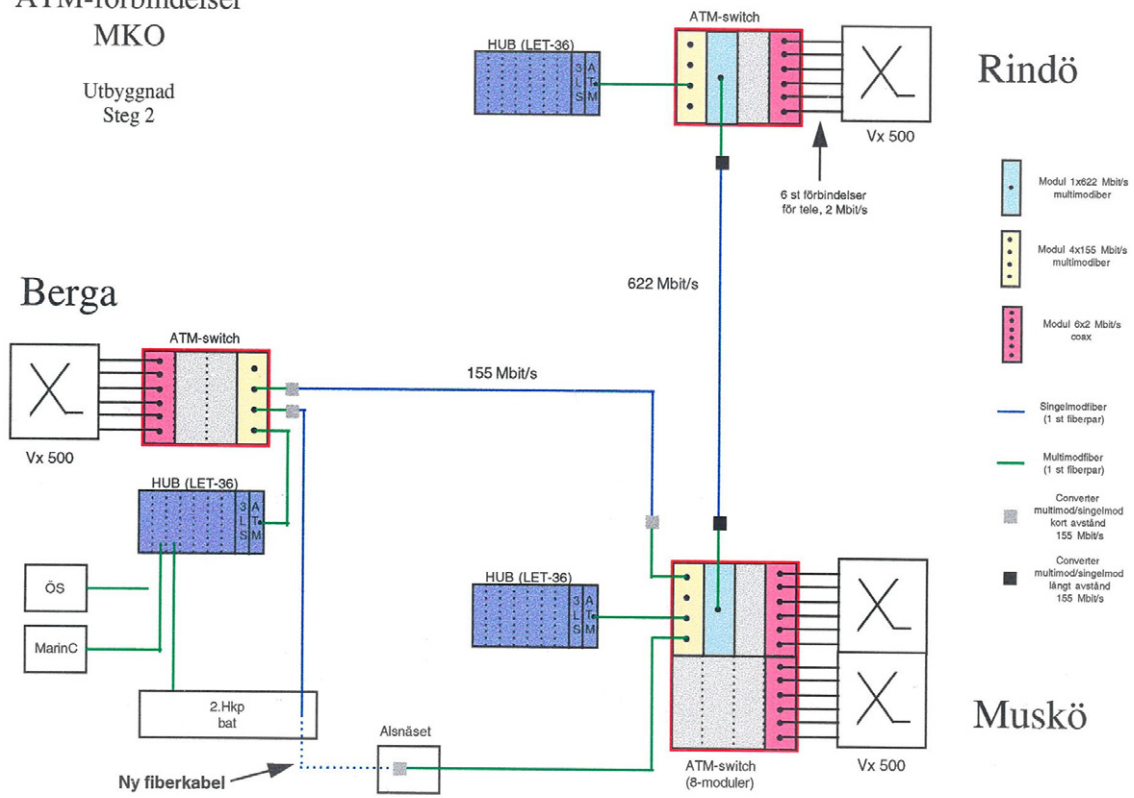 ATM-förbindelser
MKO
Utbyggnad
Steg 2
ATM-switch
HUB (LET-36)
3 A
L T
S M
Vx 500
Rindö
6 st förbindelser
för tele, 2 Mbit/s
622 Mbit/s
Modul 1x622 Mbit/s
multimodiber
Modul 4x155 Mbit/s
multimodiber
Modul 6x2 Mbit/s
coax
Singelmodfiber
(1 st fiberpar)
Multimodfiber
(1 st fiberpar)
Converter
multimod/singelmod
kort avstånd
155 Mbit/s
Converter
multimod/singelmod
långt avstånd
155 Mbit/s
Berga
ATM-switch
155 Mbit/s
Vx 500
HUB (LET-36)
3 A
L T
S M
ÖS
MarinC
2.Hkp
bat
Ny fiberkabel
Alsnäset
HUB (LET-36)
3 A
L T
S M
ATM-switch
(8-moduler)
Vx 500
Muskö